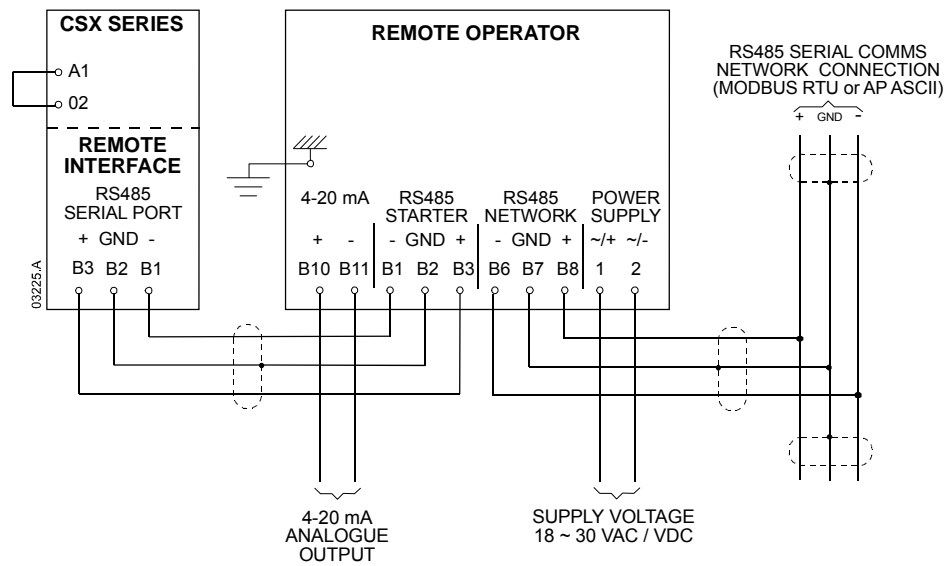 CSX SERIES
A1
02
REMOTE
INTERFACE
RS485
SERIAL PORT
+ GND -
B3 B2 B1
03225.A
REMOTE OPERATOR
4-20 mA
+ -
B10 B11
RS485
STARTER
- GND +
B1 B2 B3
RS485
NETWORK
- GND +
B6 B7 B8
POWER
SUPPLY
~/+ ~/-
1 2
RS485 SERIAL COMMS
NETWORK CONNECTION
(MODBUS RTU or AP ASCII)
+ GND -
4-20 mA
ANALOGUE
OUTPUT
SUPPLY VOLTAGE
18 ~ 30 VAC / VDC